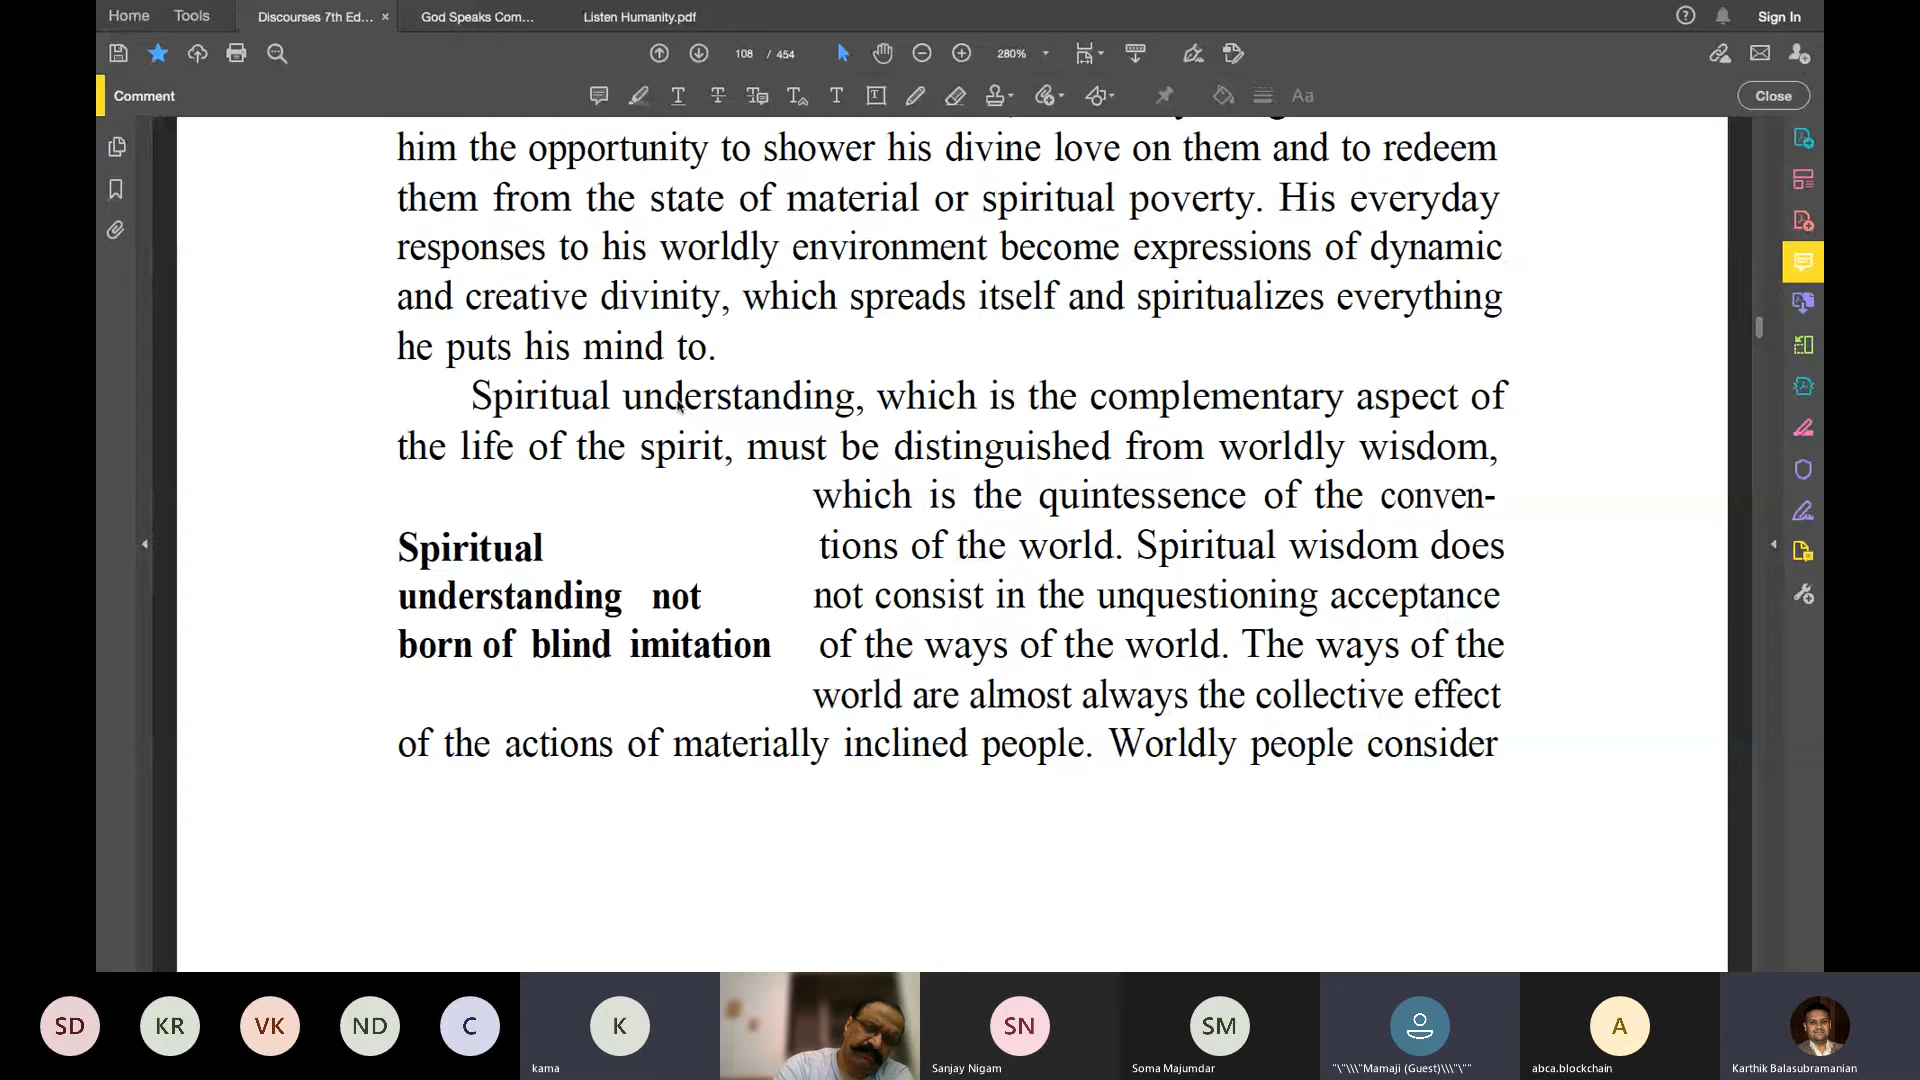 Home Tools Discourses 7th Ed... × God Speaks Com... Listen Humanity.pdf Sign In
108 / 454 280%
Comment Aa Close
him the opportunity to shower his divine love on them and to redeem
them from the state of material or spiritual poverty. His everyday
responses to his worldly environment become expressions of dynamic
and creative divinity, which spreads itself and spiritualizes everything
he puts his mind to.
Spiritual understanding, which is the complementary aspect of
the life of the spirit, must be distinguished from worldly wisdom,
which is the quintessence of the conven-
tions of the world. Spiritual wisdom does
not consist in the unquestioning acceptance
of the ways of the world. The ways of the
world are almost always the collective effect
Spiritual
understanding not
born of blind imitation
of the actions of materially inclined people. Worldly people consider
SD KR VK ND C K SN SM A
kama Sanjay Nigam Soma Majumdar "\"\\\"Mamaji (Guest)\\\"\"" abca.blockchain Karthik Balasubramanian